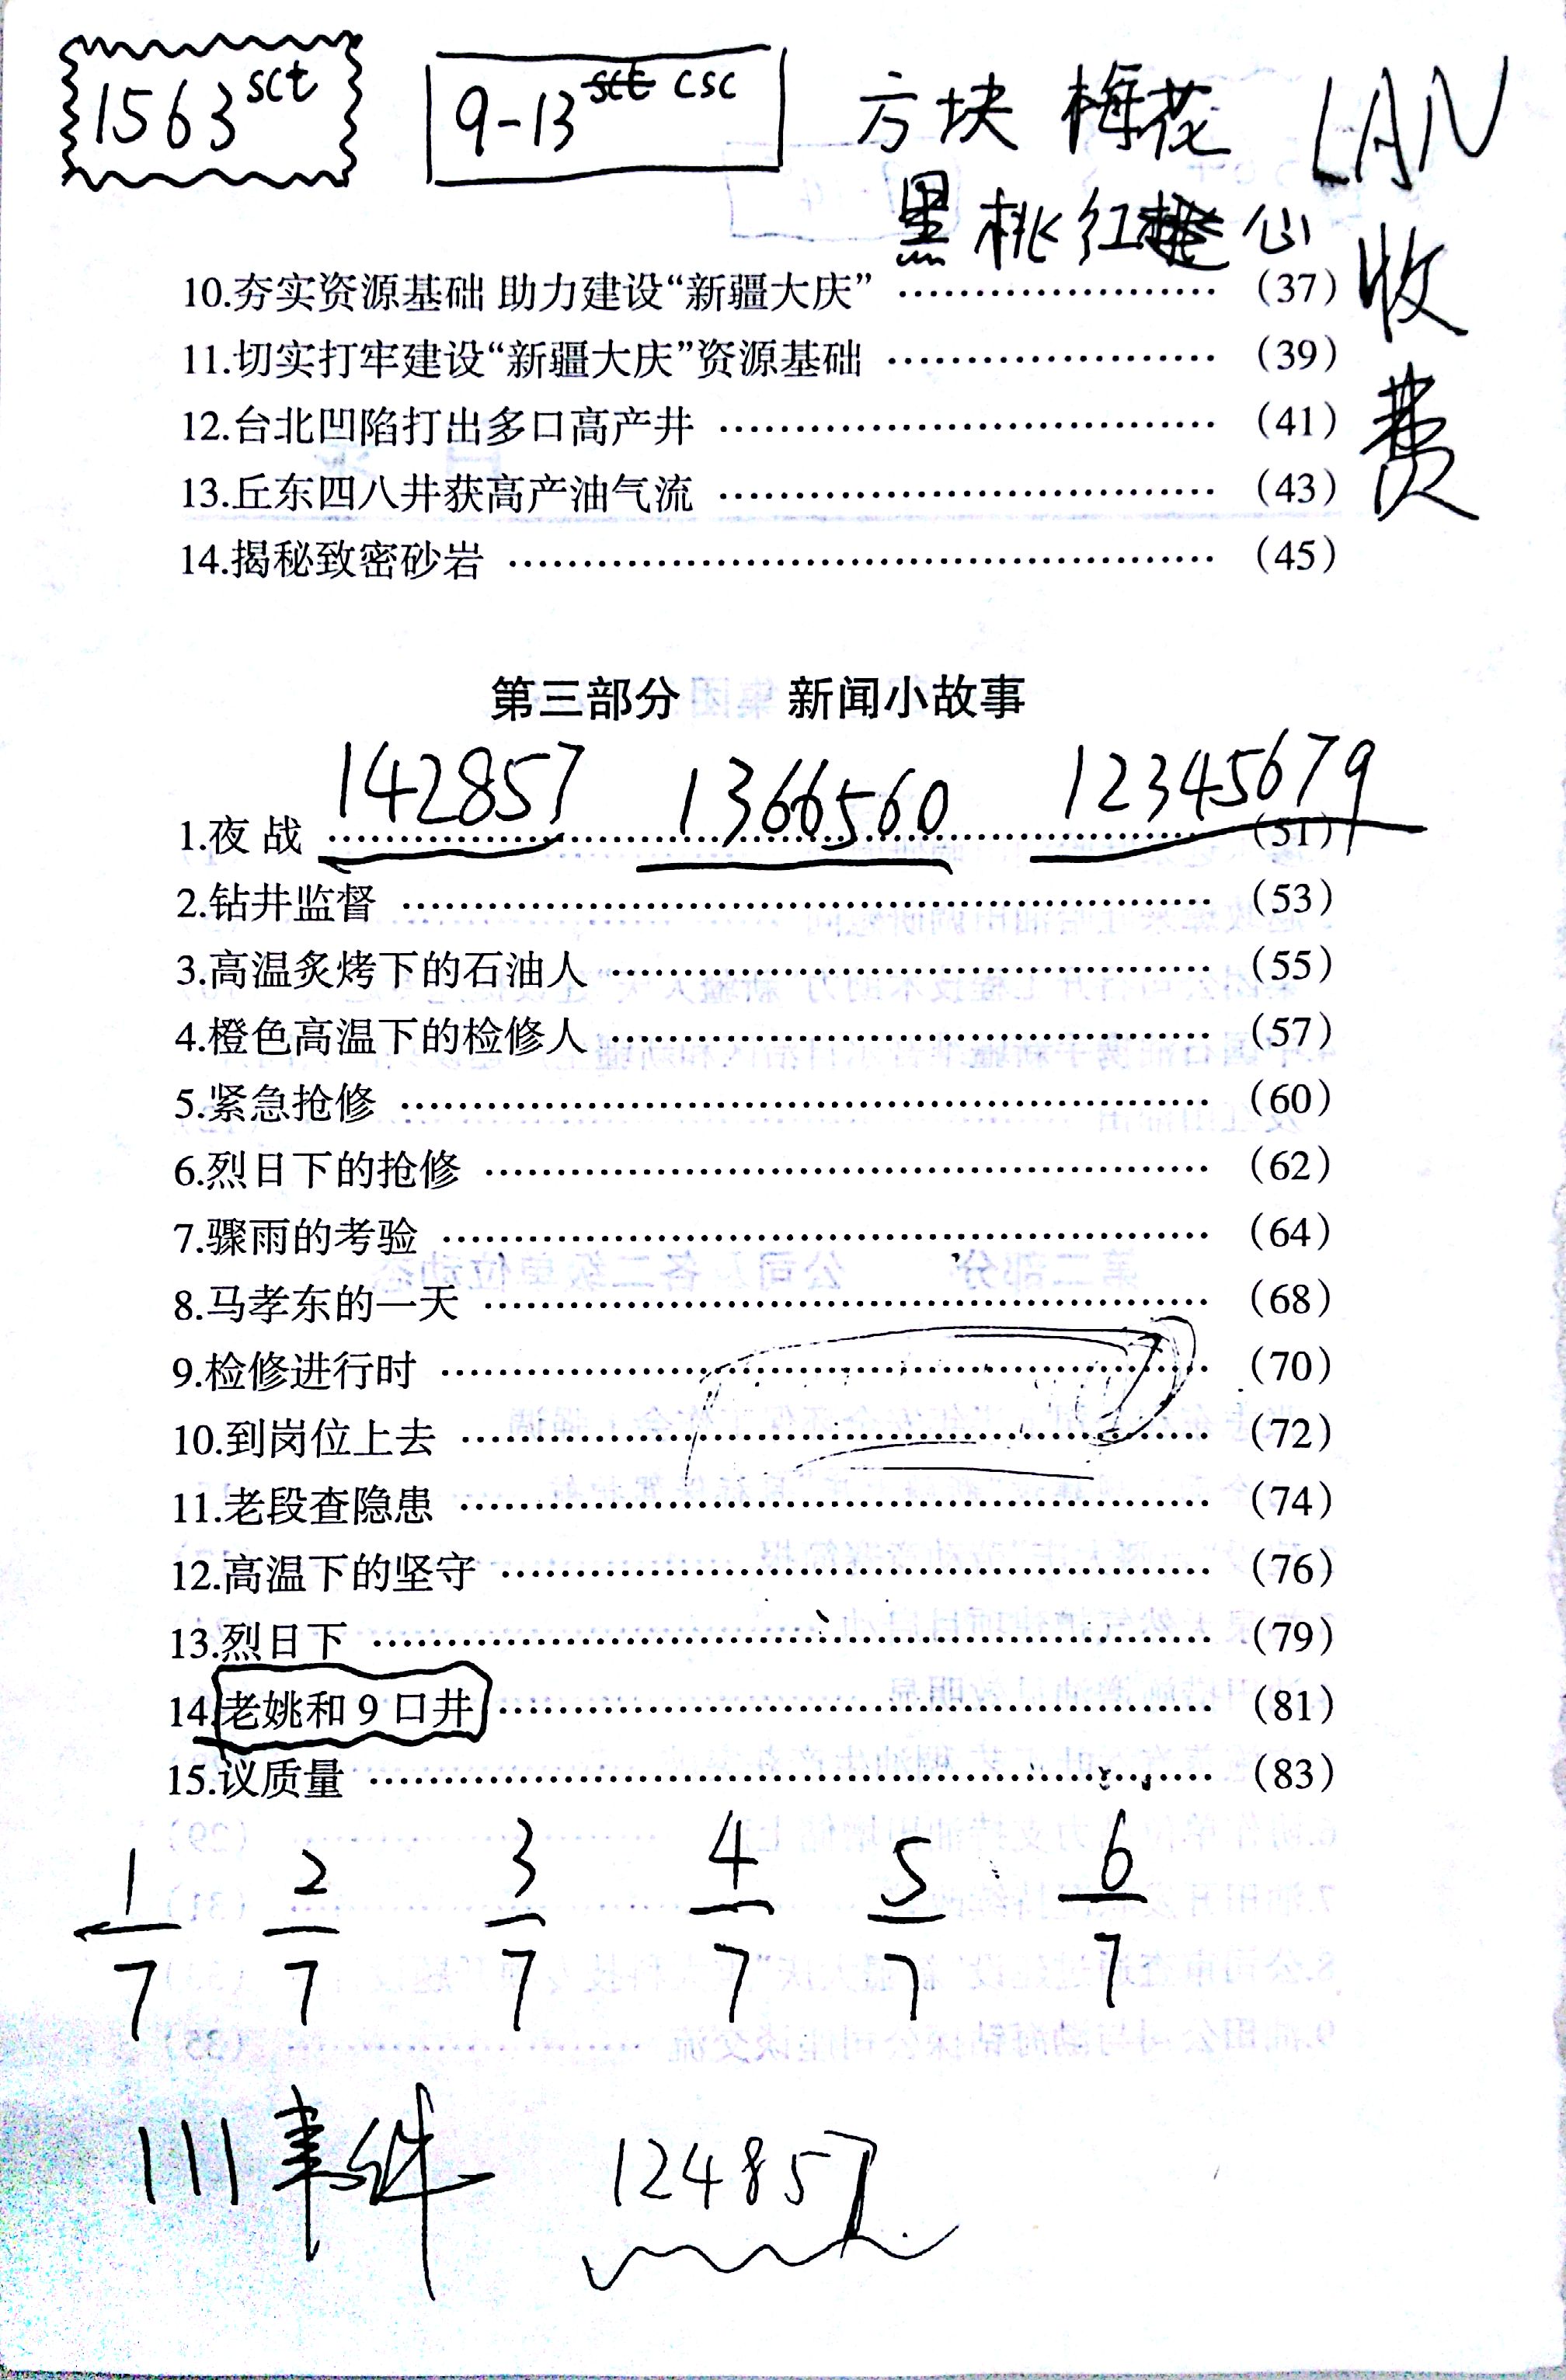 1563 sct 9-13 sct csc 方块 梅花 LAN
黑桃红桃心 收费
10.夯实资源基础 助力建设“新疆大庆” ………………… (37)
11.切实打牢建设“新疆大庆”资源基础 ………………… (39)
12.台北凹陷打出多口高产井 ………………… (41)
13.丘东四八井获高产油气流 ………………… (43)
14.揭秘致密砂岩 ………………… (45)
第三部分 新闻小故事
142857 1366560 12345679
1.夜 战 ………………… (51)
2.钻井监督 ………………… (53)
3.高温炙烤下的石油人 ………………… (55)
4.橙色高温下的检修人 ………………… (57)
5.紧急抢修 ………………… (60)
6.烈日下的抢修 ………………… (62)
7.骤雨的考验 ………………… (64)
8.马孝东的一天 ………………… (68)
9.检修进行时 ………………… (70)
10.到岗位上去 ………………… (72)
11.老段查隐患 ………………… (74)
12.高温下的坚守 ………………… (76)
13.烈日下 ………………… (79)
14.老姚和9口井 ………………… (81)
15.议质量 ………………… (83)
1/7 2/7 3/7 4/7 5/7 6/7
111事件 124857